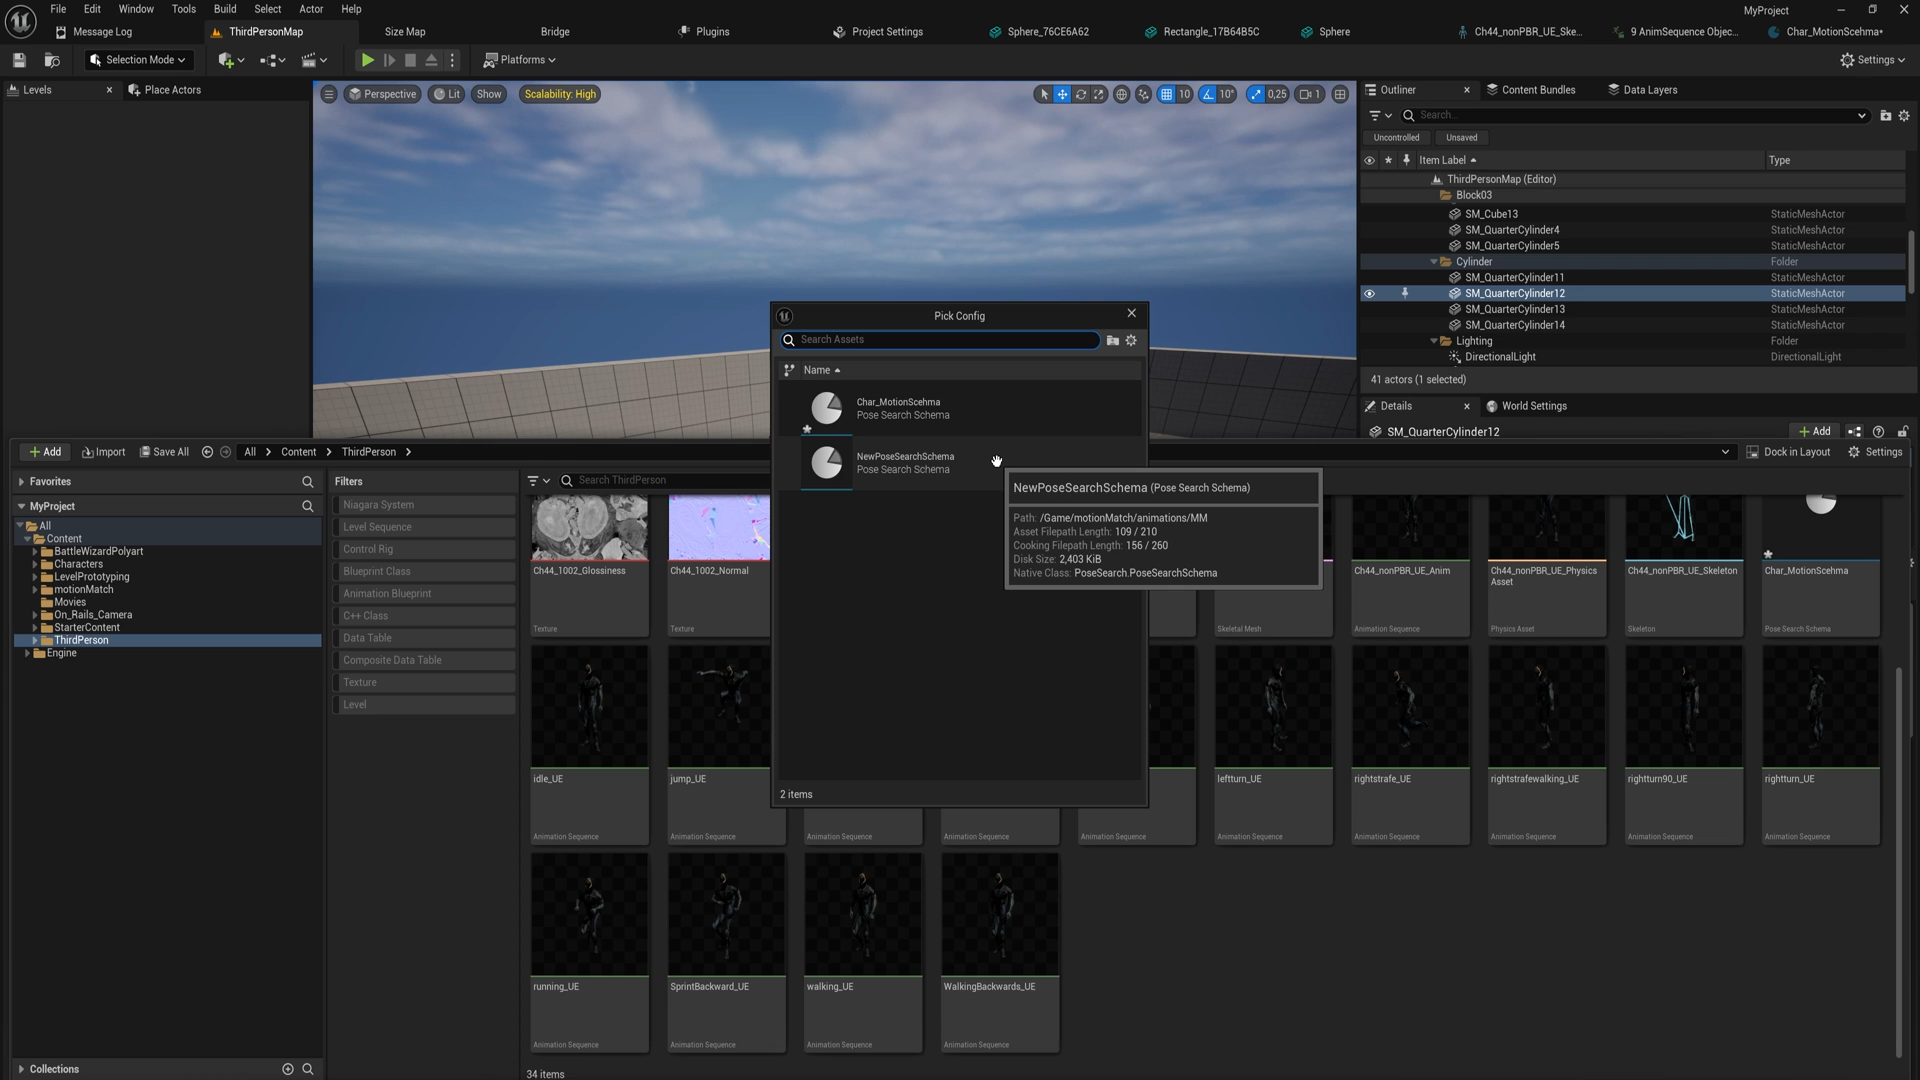 File Edit Window Tools Build Select Actor Help
MyProject
Message Log
ThirdPersonMap
Size Map
Bridge
Plugins
Project Settings
Sphere_76CE6A62
Rectangle_17B64B5C
Sphere
Ch44_nonPBR_UE_Ske...
9 AnimSequence Objec...
Char_MotionScehma*
Selection Mode
Platforms
Settings
Levels
Place Actors
Perspective
Lit
Show
Scalability: High
10
10°
0,25
1
Outliner
Content Bundles
Data Layers
Search...
Uncontrolled
Unsaved
Item Label
Type
ThirdPersonMap (Editor)
Block03
SM_Cube13 StaticMeshActor
SM_QuarterCylinder4 StaticMeshActor
SM_QuarterCylinder5 StaticMeshActor
Cylinder Folder
SM_QuarterCylinder11 StaticMeshActor
SM_QuarterCylinder12 StaticMeshActor
SM_QuarterCylinder13 StaticMeshActor
SM_QuarterCylinder14 StaticMeshActor
Lighting Folder
DirectionalLight DirectionalLight
41 actors (1 selected)
Details
World Settings
SM_QuarterCylinder12
Add
Pick Config
Search Assets
Name
Char_MotionScehma
Pose Search Schema
NewPoseSearchSchema
Pose Search Schema
2 items
NewPoseSearchSchema (Pose Search Schema)
Path: /Game/motionMatch/animations/MM
Asset Filepath Length: 109 / 210
Cooking Filepath Length: 156 / 260
Disk Size: 2,403 KiB
Native Class: PoseSearch.PoseSearchSchema
Add
Import
Save All
All
Content
ThirdPerson
Dock in Layout
Settings
Favorites
MyProject
All
Content
BattleWizardPolyart
Characters
LevelPrototyping
motionMatch
Movies
On_Rails_Camera
StarterContent
ThirdPerson
Engine
Collections
Filters
Niagara System
Level Sequence
Control Rig
Blueprint Class
Animation Blueprint
C++ Class
Data Table
Composite Data Table
Texture
Level
Search ThirdPerson
Ch44_1002_Glossiness
Texture
Ch44_1002_Normal
Texture
Skeletal Mesh
Ch44_nonPBR_UE_Anim
Animation Sequence
Ch44_nonPBR_UE_Physics
Asset
Physics Asset
Ch44_nonPBR_UE_Skeleton
Skeleton
Char_MotionScehma
Pose Search Schema
idle_UE
Animation Sequence
jump_UE
Animation Sequence
Animation Sequence
Animation Sequence
Animation Sequence
leftturn_UE
Animation Sequence
rightstrafe_UE
Animation Sequence
rightstrafewalking_UE
Animation Sequence
rightturn90_UE
Animation Sequence
rightturn_UE
Animation Sequence
running_UE
Animation Sequence
SprintBackward_UE
Animation Sequence
walking_UE
Animation Sequence
WalkingBackwards_UE
Animation Sequence
34 items